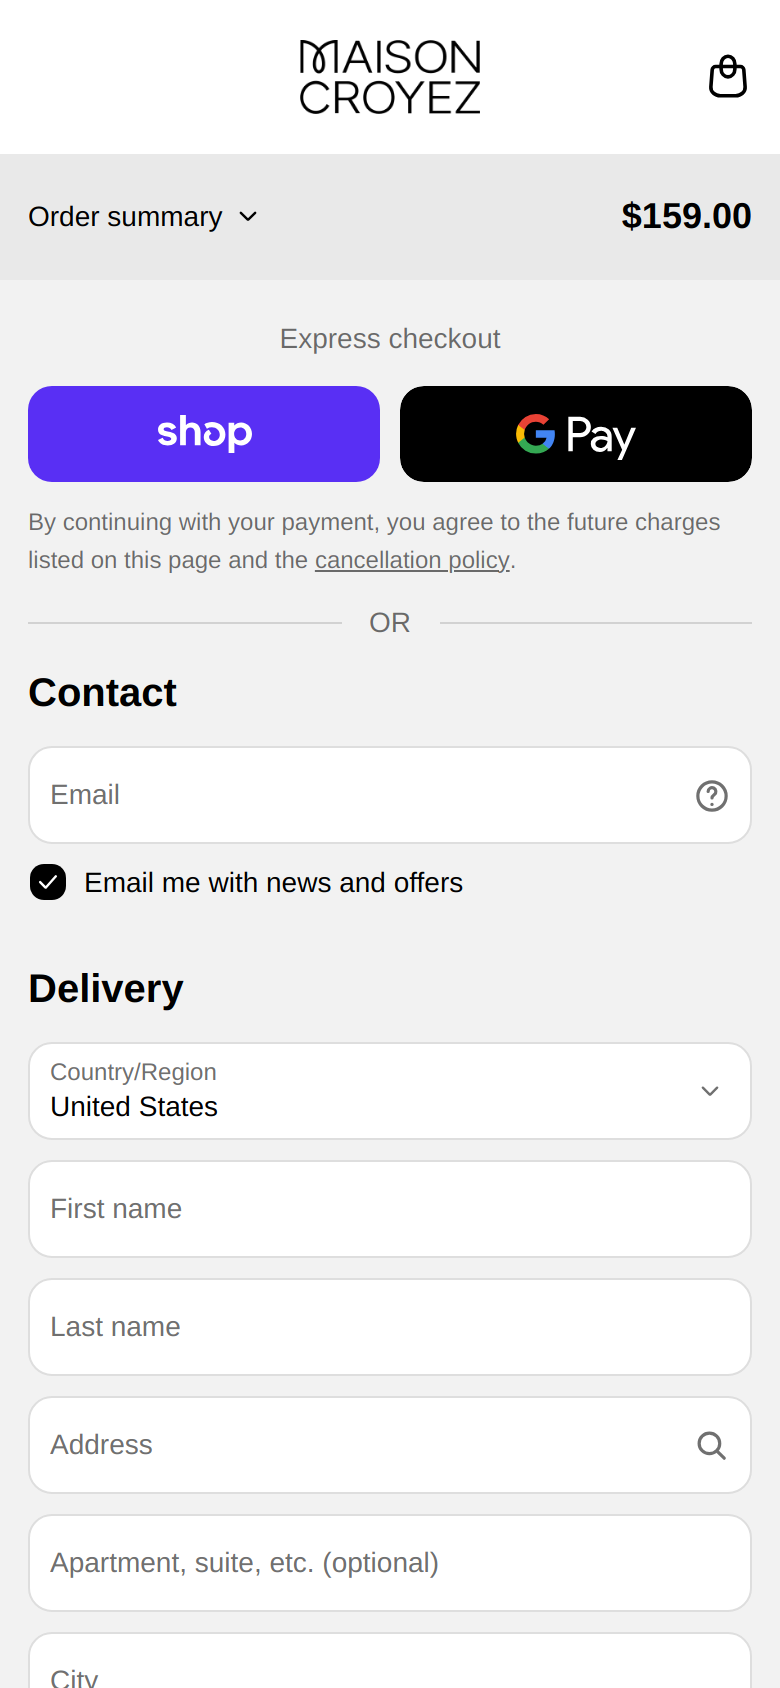 MAISON
CROYEZ
Order summary
$159.00
Express checkout
shop
G Pay
By continuing with your payment, you agree to the future charges
listed on this page and the cancellation policy.
OR
Contact
Email
Email me with news and offers
Delivery
Country/Region
United States
First name
Last name
Address
Apartment, suite, etc. (optional)
City